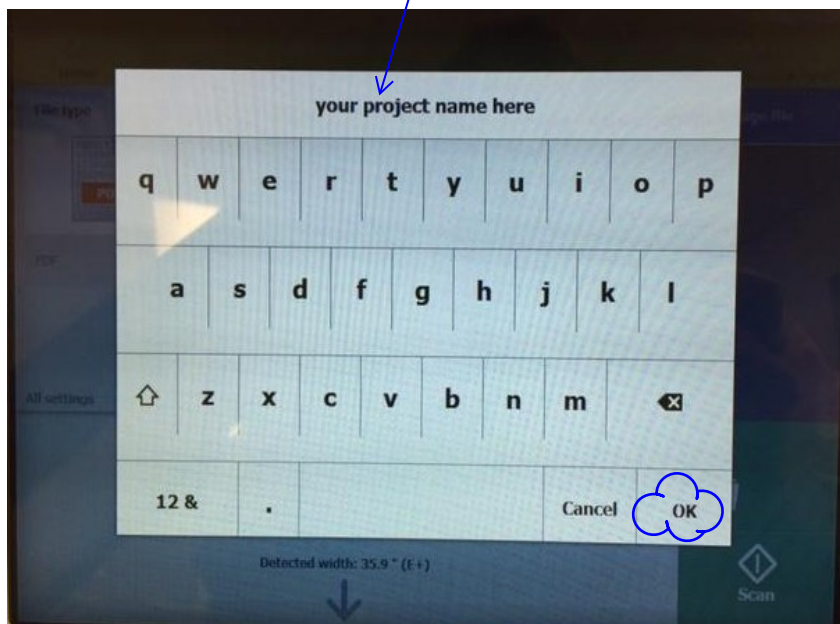 File type
your project name here
q w e r t y u i o p
PDF
a s d f g h j k l
All settings
z x c v b n m
12 & . Cancel OK
Detected width: 35.9 " (E+)
Scan